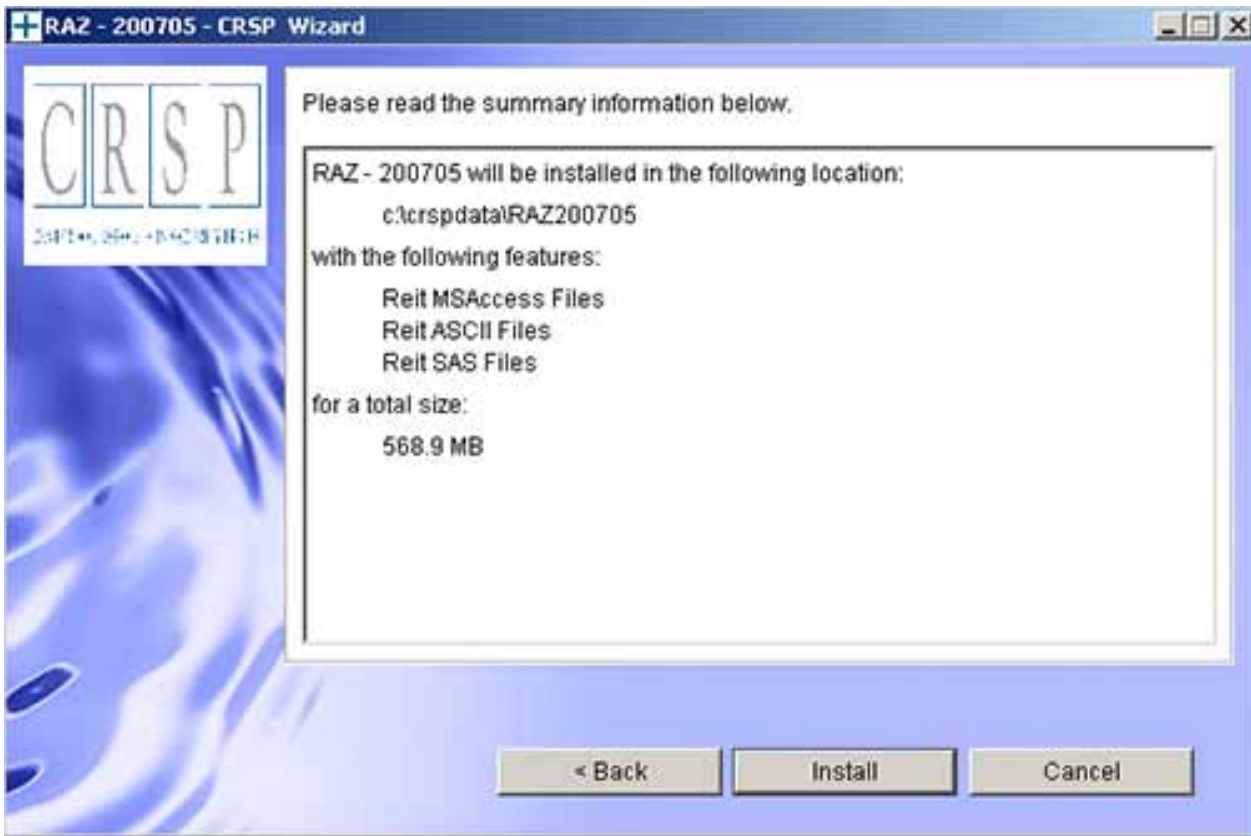 RAZ - 200705 - CRSP Wizard
CRSP
Please read the summary information below.
RAZ - 200705 will be installed in the following location:
c:\crspdata\RAZ200705
with the following features:
Reit MSAccess Files
Reit ASCII Files
Reit SAS Files
for a total size:
568.9 MB
< Back
Install
Cancel